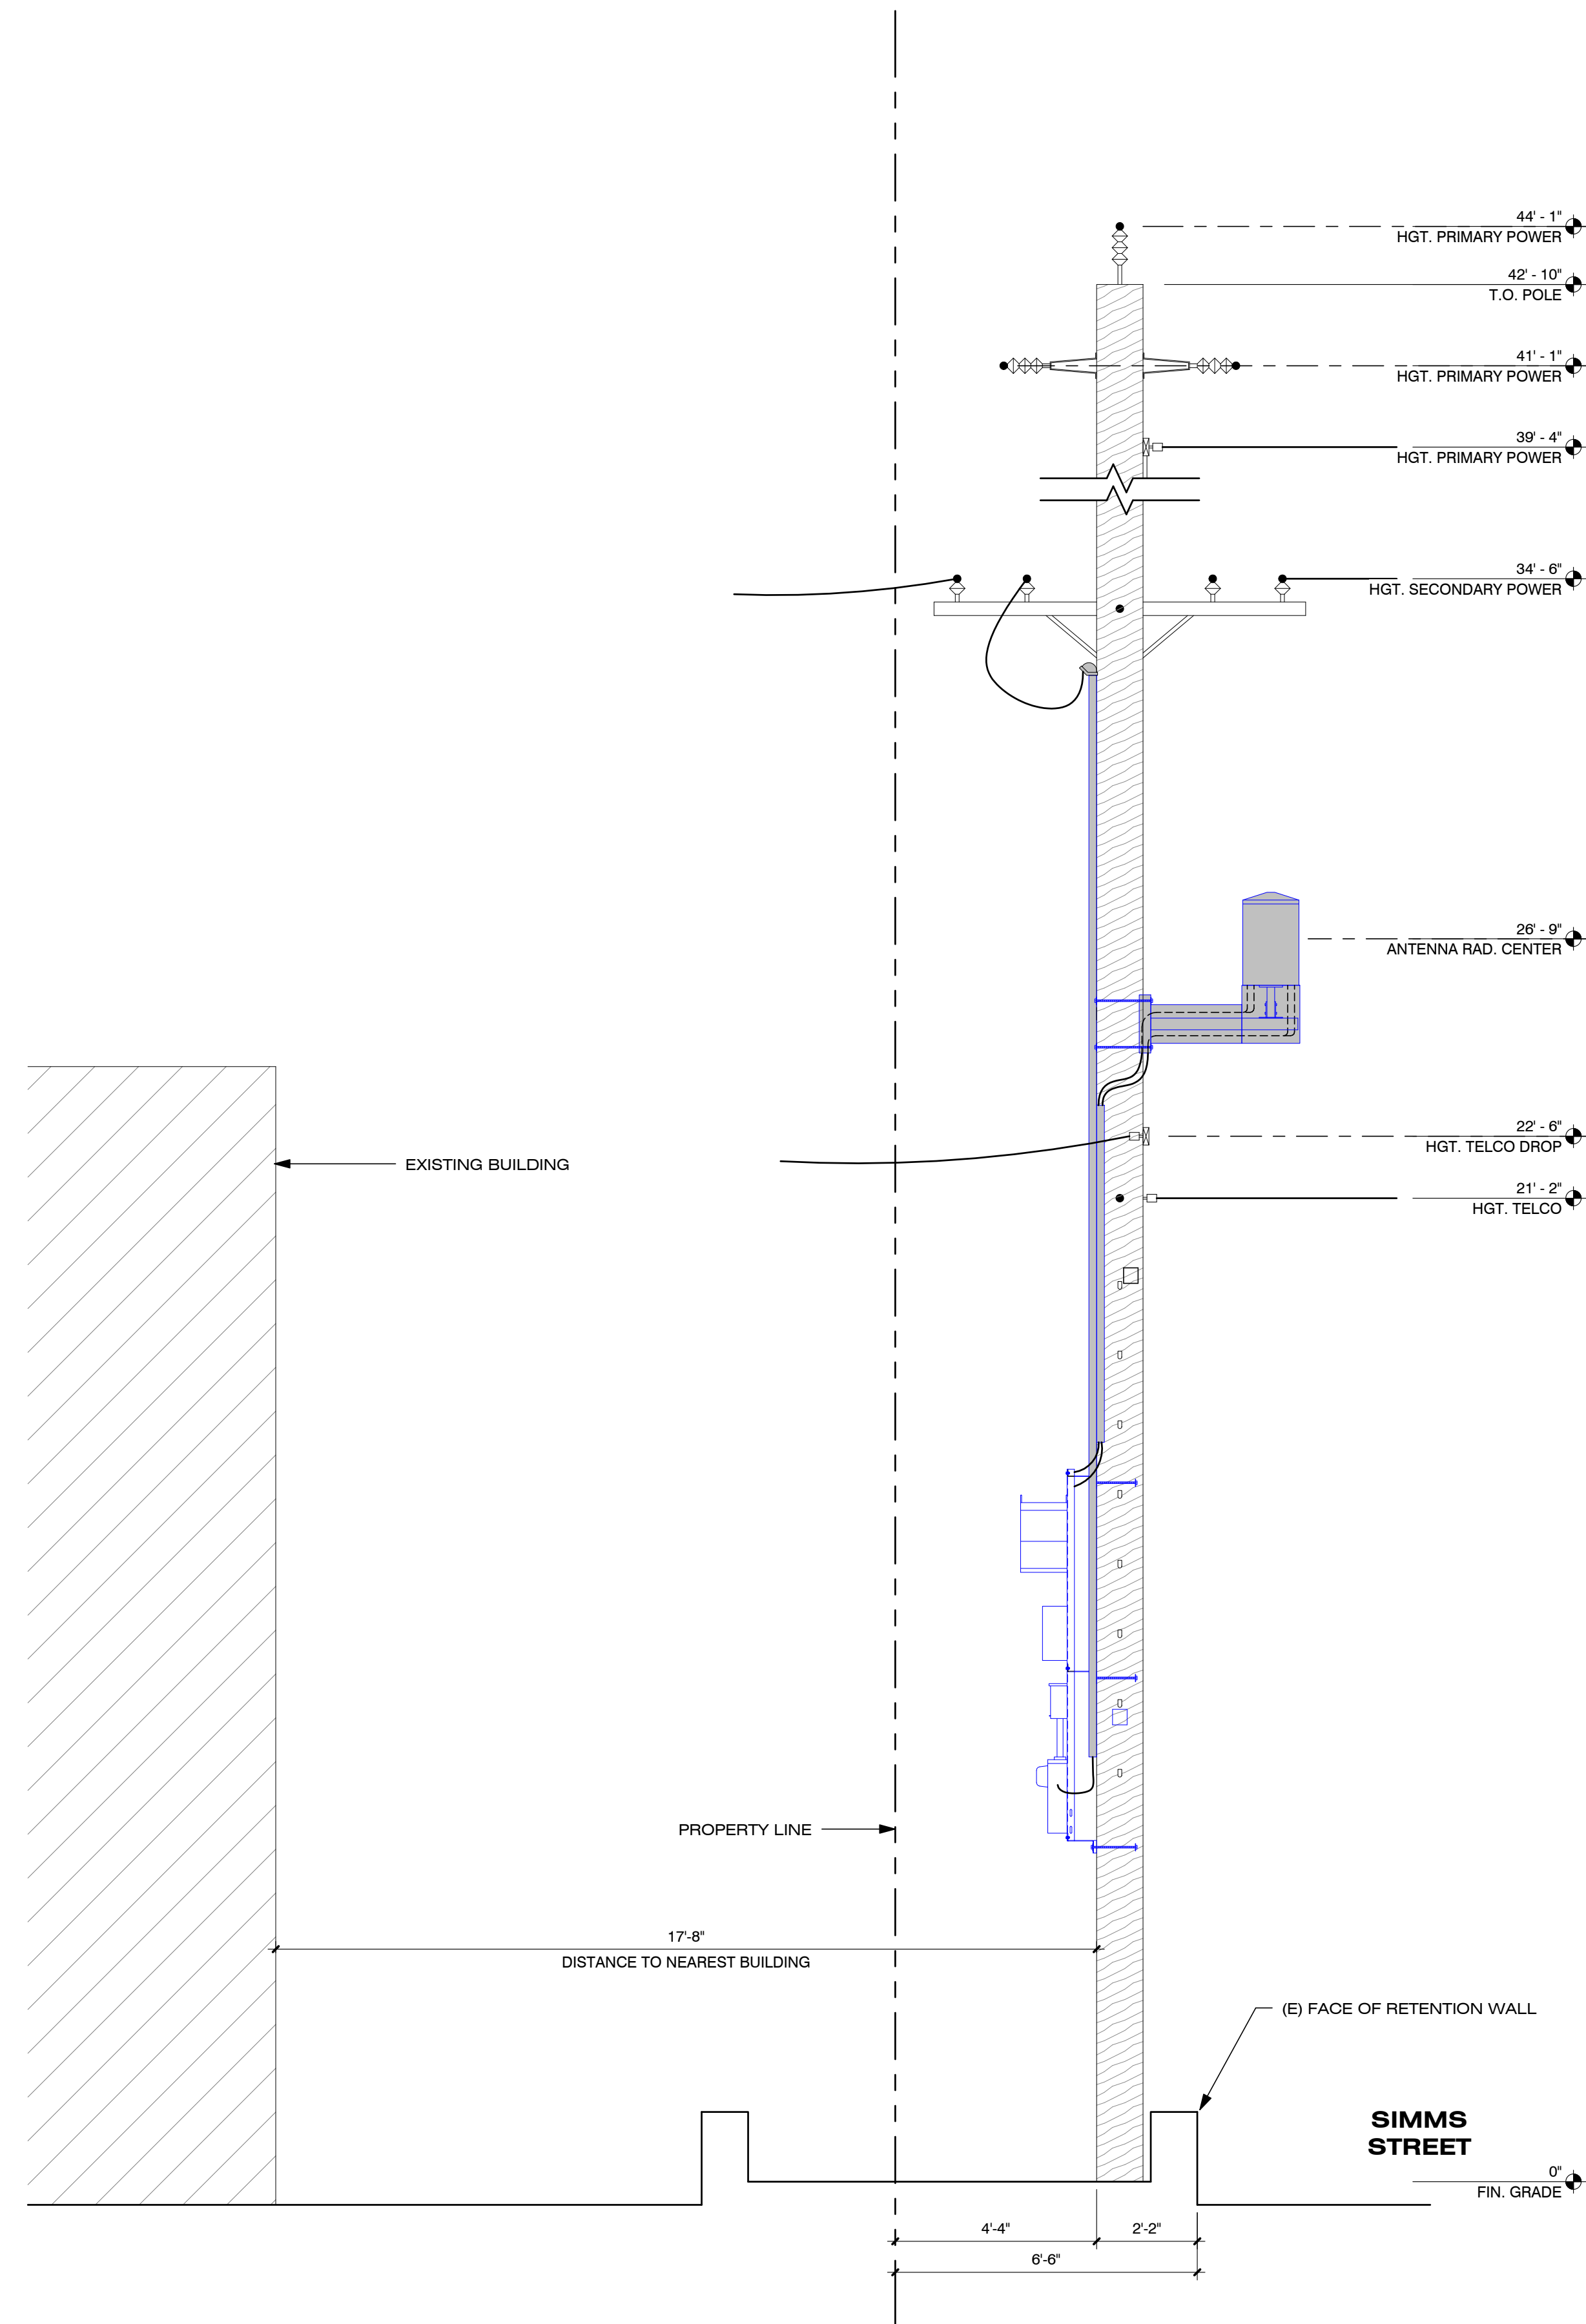 44' - 1"
HGT. PRIMARY POWER
42' - 10"
T.O. POLE
41' - 1"
HGT. PRIMARY POWER
39' - 4"
HGT. PRIMARY POWER
34' - 6"
HGT. SECONDARY POWER
26' - 9"
ANTENNA RAD. CENTER
22' - 6"
HGT. TELCO DROP
EXISTING BUILDING
21' - 2"
HGT. TELCO
PROPERTY LINE
17'-8"
DISTANCE TO NEAREST BUILDING
(E) FACE OF RETENTION WALL
SIMMS
STREET
0"
FIN. GRADE
4'-4"
2'-2"
6'-6"